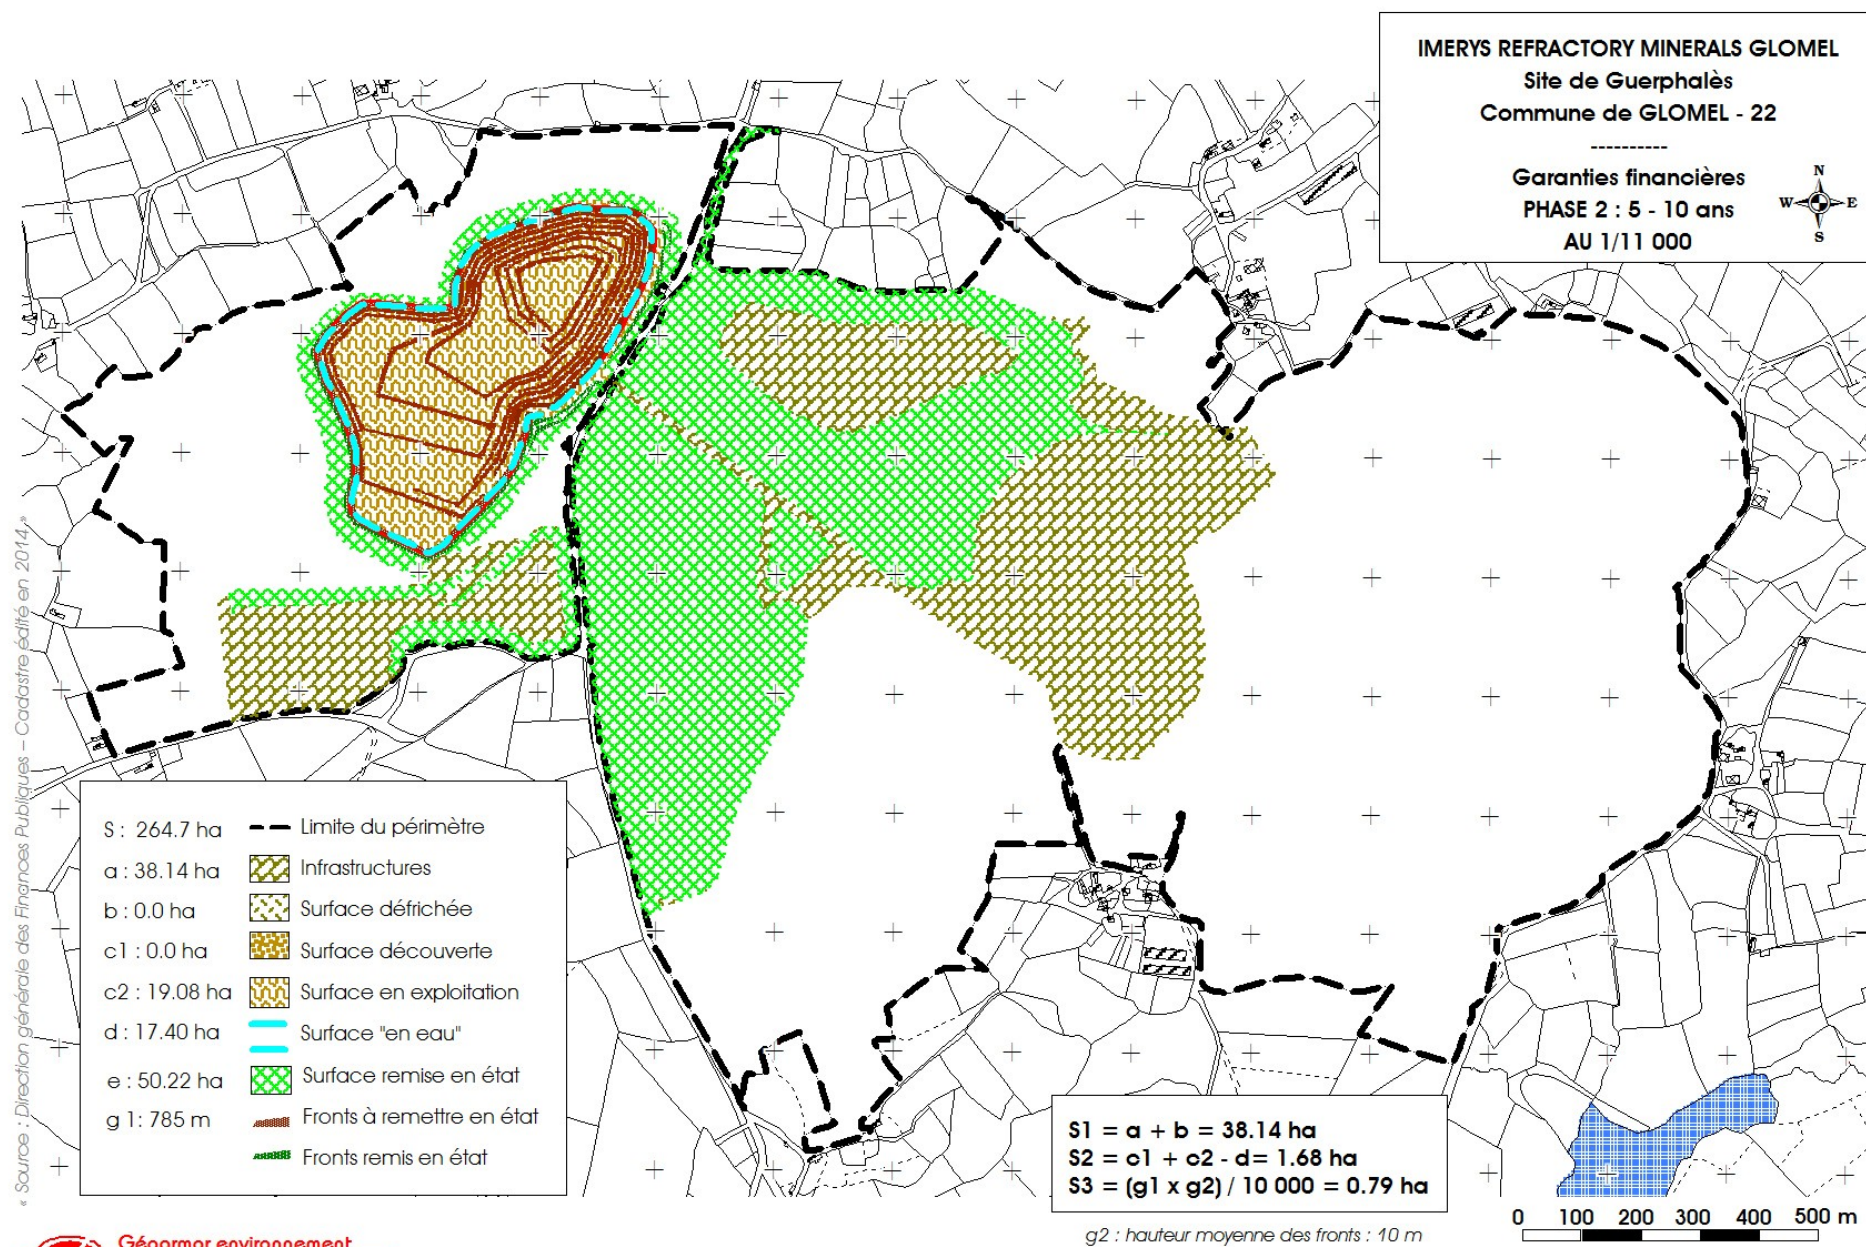 IMERYS REFRACTORY MINERALS GLOMEL
Site de Guerphalès
Commune de GLOMEL - 22
----------
Garanties financières
PHASE 2 : 5 - 10 ans
AU 1/11 000
N
W E
S
« Source : Direction générale des Finances Publiques – Cadastre édité en 2014 »
S : 264.7 ha Limite du périmètre
a : 38.14 ha Infrastructures
b : 0.0 ha Surface défrichée
c1 : 0.0 ha Surface découverte
c2 : 19.08 ha Surface en exploitation
d : 17.40 ha Surface "en eau"
e : 50.22 ha Surface remise en état
g 1: 785 m Fronts à remettre en état
Fronts remis en état
S1 = a + b = 38.14 ha
S2 = c1 + c2 - d= 1.68 ha
S3 = (g1 x g2) / 10 000 = 0.79 ha
g2 : hauteur moyenne des fronts : 10 m
0 100 200 300 400 500 m
Géoarmor environnement